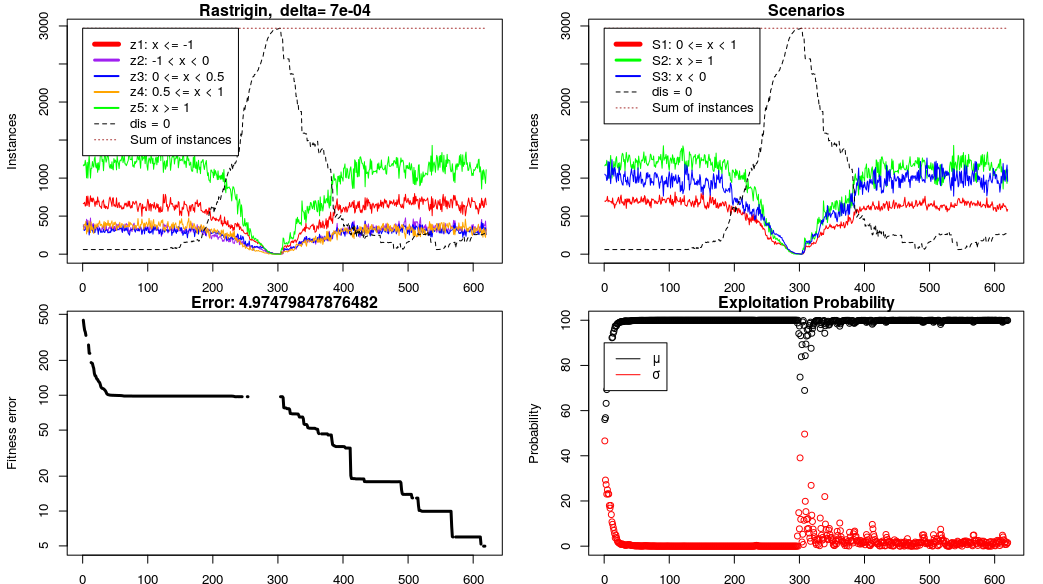 Rastrigin, delta= 7e-04
Instances
3000
2000
1000
500
0
z1: x <= -1
z2: -1 < x < 0
z3: 0 <= x < 0.5
z4: 0.5 <= x < 1
z5: x >= 1
dis = 0
Sum of instances
0 100 200 300 400 500 600
Scenarios
Instances
3000
2000
1000
500
0
S1: 0 <= x < 1
S2: x >= 1
S3: x < 0
dis = 0
Sum of instances
0 100 200 300 400 500 600
Error: 4.97479847876482
Fitness error
500
200
100
50
20
10
5
0 100 200 300 400 500 600
Exploitation Probability
Probability
100
80
60
40
20
0
μ
σ
0 100 200 300 400 500 600